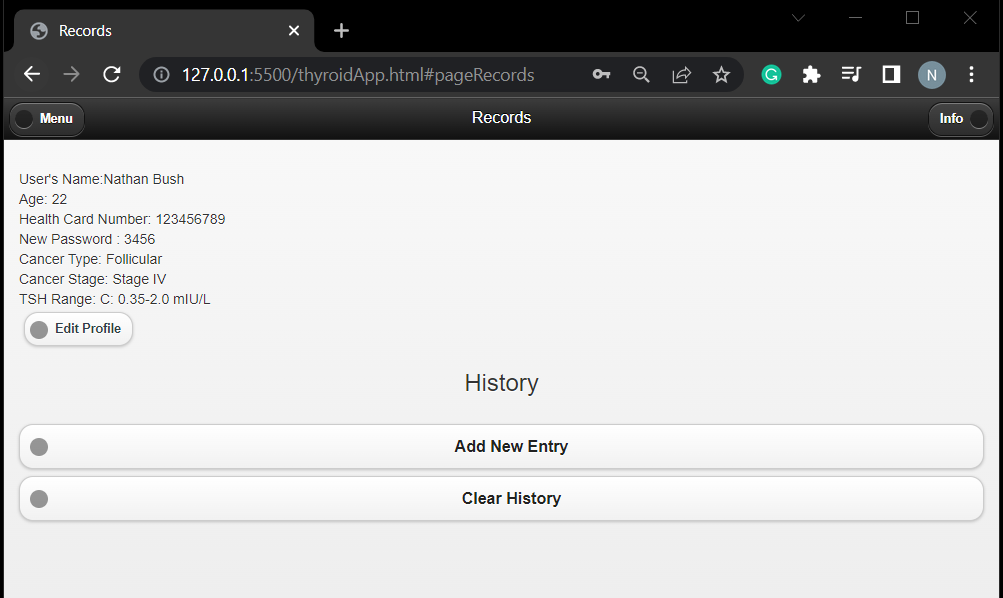 Records
127.0.0.1:5500/thyroidApp.html#pageRecords
G
N
Menu
Records
Info
User's Name:Nathan Bush
Age: 22
Health Card Number: 123456789
New Password : 3456
Cancer Type: Follicular
Cancer Stage: Stage IV
TSH Range: C: 0.35-2.0 mIU/L
Edit Profile
History
Add New Entry
Clear History